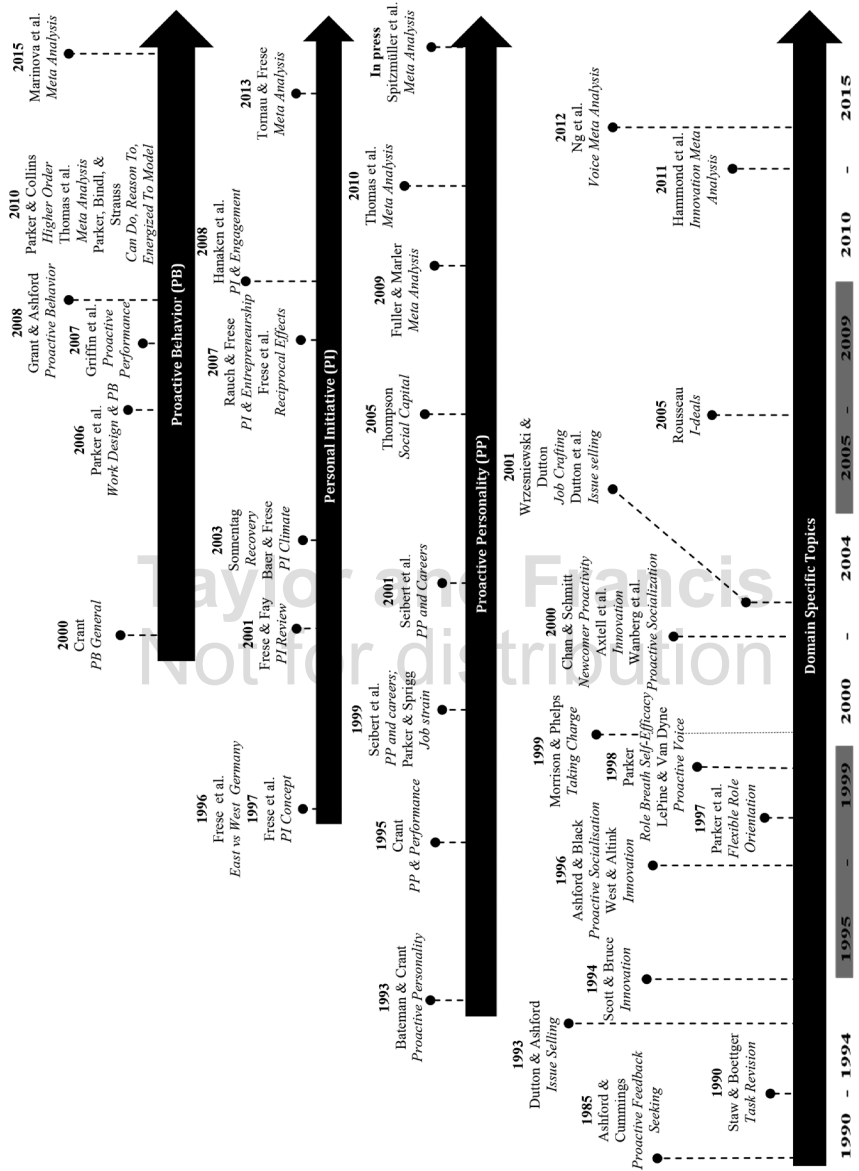 2000
Crant
PB General
2006
Parker et al.
Work Design & PB
2007
Griffin et al.
Proactive
Performance
2008
Grant & Ashford
Proactive Behavior
2010
Parker & Collins
Higher Order
Thomas et al.
Meta Analysis
Parker, Bindl, &
Strauss
Can Do, Reason To,
Energized To Model
2015
Marinova et al.
Meta Analysis
Proactive Behavior (PB)
1996
Frese et al.
East vs West Germany
1997
Frese et al.
PI Concept
2001
Frese & Fay
PI Review
2003
Sonnentag
Recovery
Baer & Frese
PI Climate
2007
Rauch & Frese
PI & Entrepreneurship
Frese et al.
Reciprocal Effects
2008
Hanaken et al.
PI & Engagement
2013
Tornau & Frese
Meta Analysis
Personal Initiative (PI)
1993
Bateman & Crant
Proactive Personality
1995
Crant
PP & Performance
1999
Seibert et al.
PP and careers;
Parker & Sprigg
Job strain
2001
Seibert et al.
PP and Careers
2005
Thompson
Social Capital
2009
Fuller & Marler
Meta Analysis
2010
Thomas et al.
Meta Analysis
In press
Spitzmüller et al.
Meta Analysis
Proactive Personality (PP)
1985
Ashford &
Cummings
Proactive Feedback
Seeking
1990
Staw & Boettger
Task Revision
1993
Dutton & Ashford
Issue Selling
1994
Scott & Bruce
Innovation
1996
Ashford & Black
Proactive Socialisation
West & Altink
Innovation
1997
Parker et al.
Flexible Role
Orientation
1998
Parker
Role Breath Self-Efficacy
LePine & Van Dyne
Proactive Voice
1999
Morrison & Phelps
Taking Charge
2000
Chan & Schmitt
Newcomer Proactivity
Axtell et al.
Innovation
Wanberg et al.
Proactive Socialization
2001
Wrzesniewski &
Dutton
Job Crafting
Dutton et al.
Issue selling
2005
Rousseau
I-deals
2011
Hammond et al.
Innovation Meta
Analysis
2012
Ng et al.
Voice Meta Analysis
Domain Specific Topics
1990 – 1994
1995 – 1999
2000 – 2004
2005 – 2009
2010 – 2015
Taylor and Francis
Not for distribution